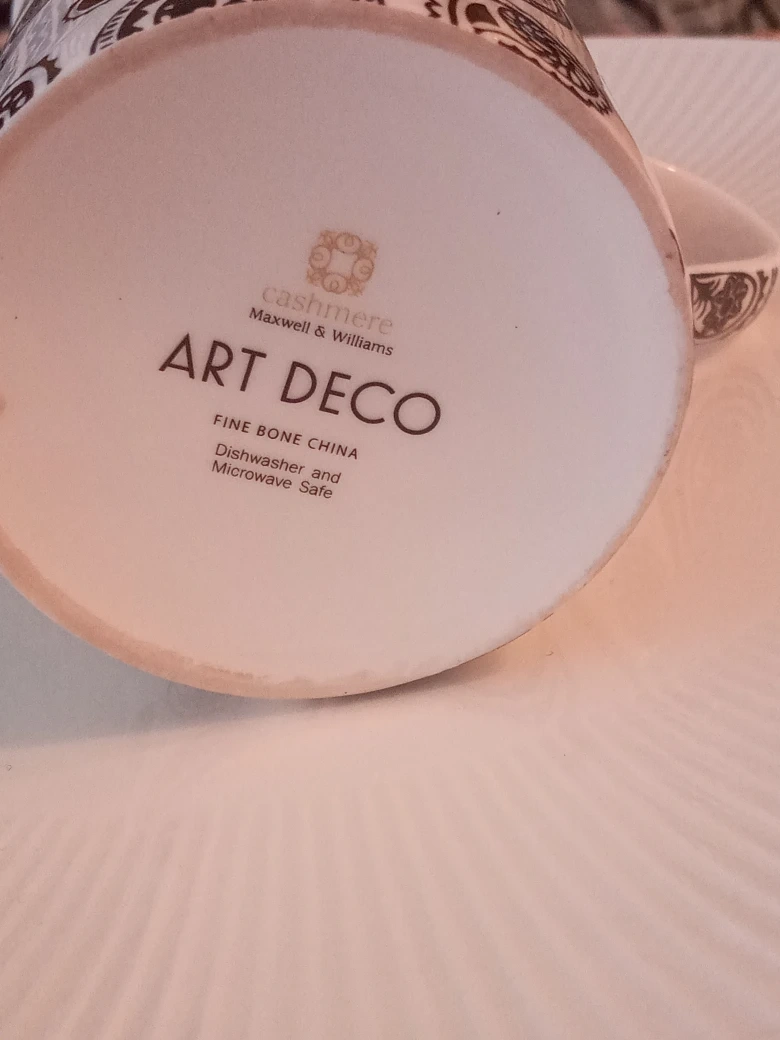 cashmere
Maxwell & Williams
ART DECO
FINE BONE CHINA
Dishwasher and
Microwave Safe